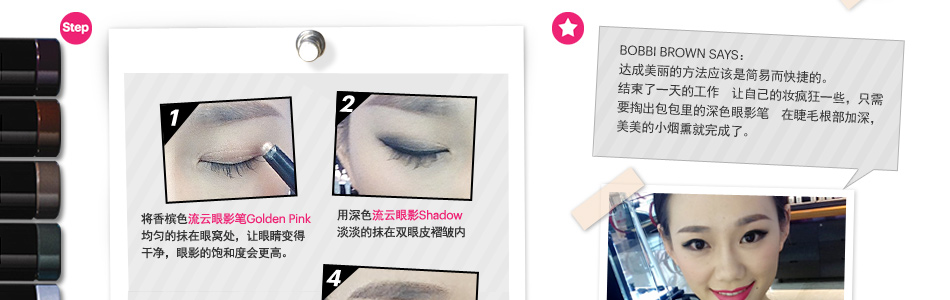 Step
1
将香槟色流云眼影笔Golden Pink
均匀的抹在眼窝处，让眼睛变得
干净，眼影的饱和度会更高。
2
用深色流云眼影Shadow
淡淡的抹在双眼皮褶皱内
4
BOBBI BROWN SAYS：
达成美丽的方法应该是简易而快捷的。
结束了一天的工作 让自己的妆疯狂一些，只需
要掏出包包里的深色眼影笔 在睫毛根部加深，
美美的小烟熏就完成了。